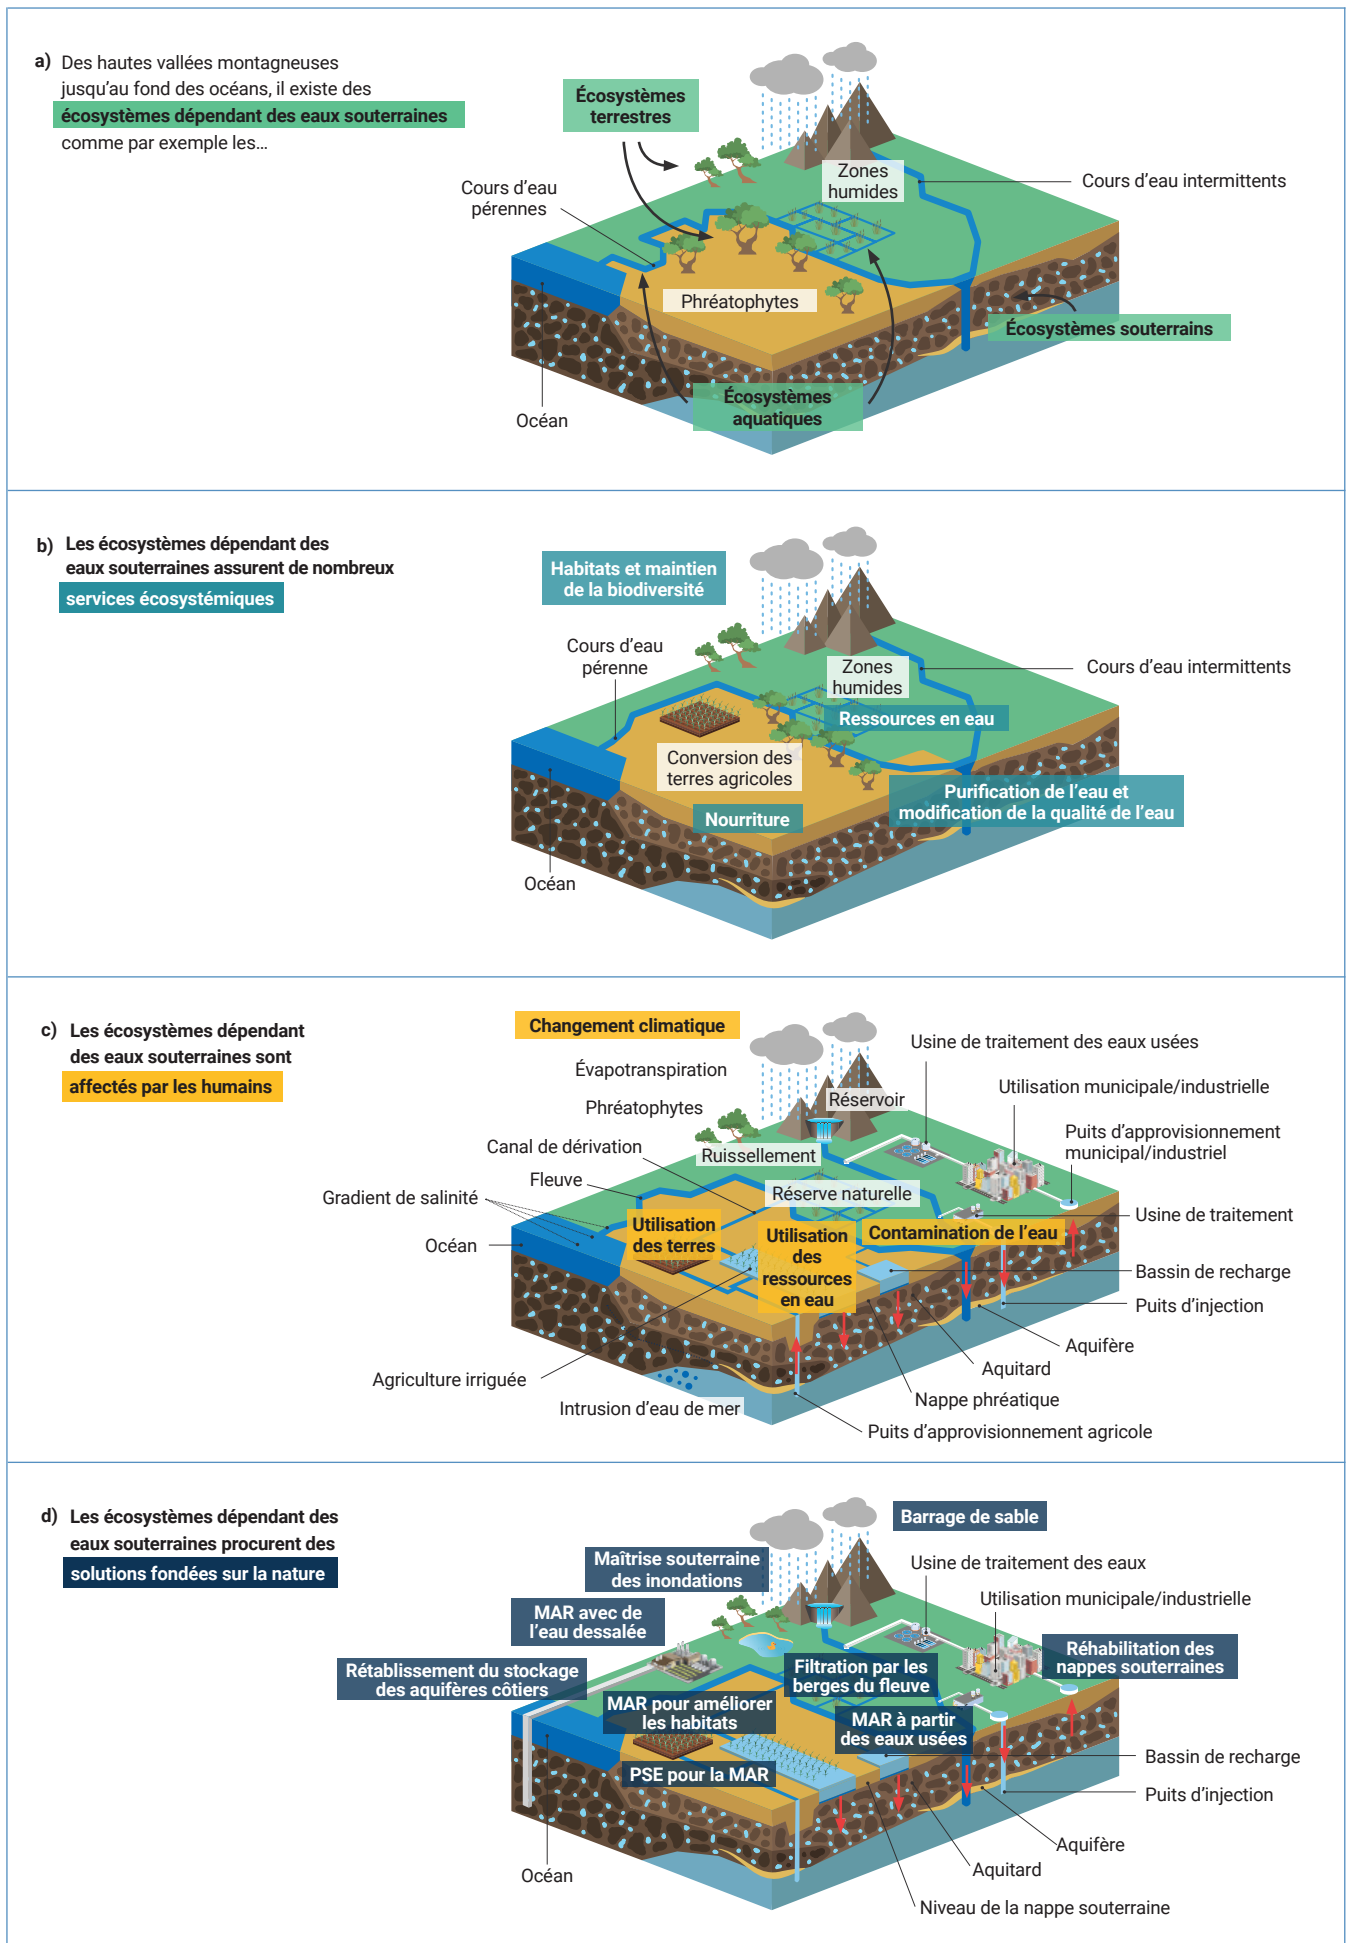 a) Des hautes vallées montagneuses
jusqu'au fond des océans, il existe des
écosystèmes dépendant des eaux souterraines
comme par exemple les…
Écosystèmes
terrestres
Zones
humides
Cours d'eau intermittents
Cours d'eau
pérennes
Phréatophytes
Écosystèmes souterrains
Écosystèmes
aquatiques
Océan
b) Les écosystèmes dépendant des
eaux souterraines assurent de nombreux
services écosystémiques
Habitats et maintien
de la biodiversité
Cours d'eau
pérenne
Zones
humides
Cours d'eau intermittents
Ressources en eau
Conversion des
terres agricoles
Purification de l'eau et
modification de la qualité de l'eau
Nourriture
Océan
c) Les écosystèmes dépendant
des eaux souterraines sont
affectés par les humains
Changement climatique
Usine de traitement des eaux usées
Évapotranspiration
Utilisation municipale/industrielle
Phréatophytes
Réservoir
Puits d'approvisionnement
municipal/industriel
Canal de dérivation
Ruissellement
Fleuve
Réserve naturelle
Gradient de salinité
Usine de traitement
Utilisation
des terres
Utilisation
des
ressources
en eau
Contamination de l'eau
Océan
Bassin de recharge
Puits d'injection
Aquifère
Aquitard
Agriculture irriguée
Nappe phréatique
Intrusion d'eau de mer
Puits d'approvisionnement agricole
d) Les écosystèmes dépendant des
eaux souterraines procurent des
solutions fondées sur la nature
Barrage de sable
Maîtrise souterraine
des inondations
Usine de traitement des eaux
Utilisation municipale/industrielle
MAR avec de
l'eau dessalée
Réhabilitation des
nappes souterraines
Rétablissement du stockage
des aquifères côtiers
Filtration par les
berges du fleuve
MAR pour améliorer
les habitats
MAR à partir
des eaux usées
PSE pour la MAR
Bassin de recharge
Puits d'injection
Aquifère
Aquitard
Océan
Niveau de la nappe souterraine